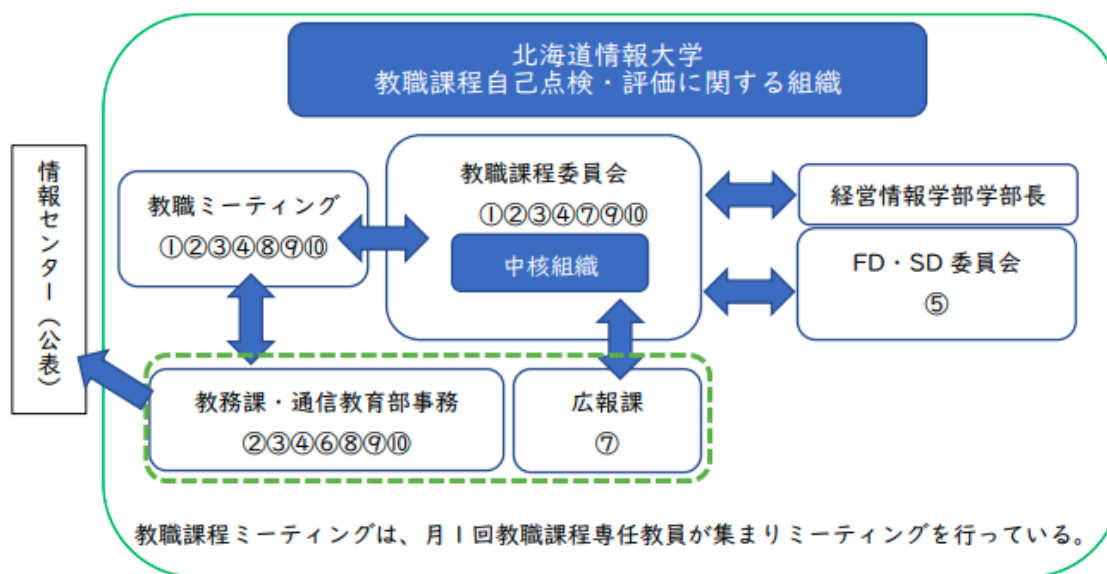 北海道情報大学
教職課程自己点検・評価に関する組織
情報センター（公表）
教職ミーティング
①②③④⑧⑨⑩
教職課程委員会
①②③④⑦⑨⑩
中核組織
経営情報学部学部長
FD・SD 委員会
⑤
教務課・通信教育部事務
②③④⑥⑧⑨⑩
広報課
⑦
教職課程ミーティングは、月１回教職課程専任教員が集まりミーティングを行っている。